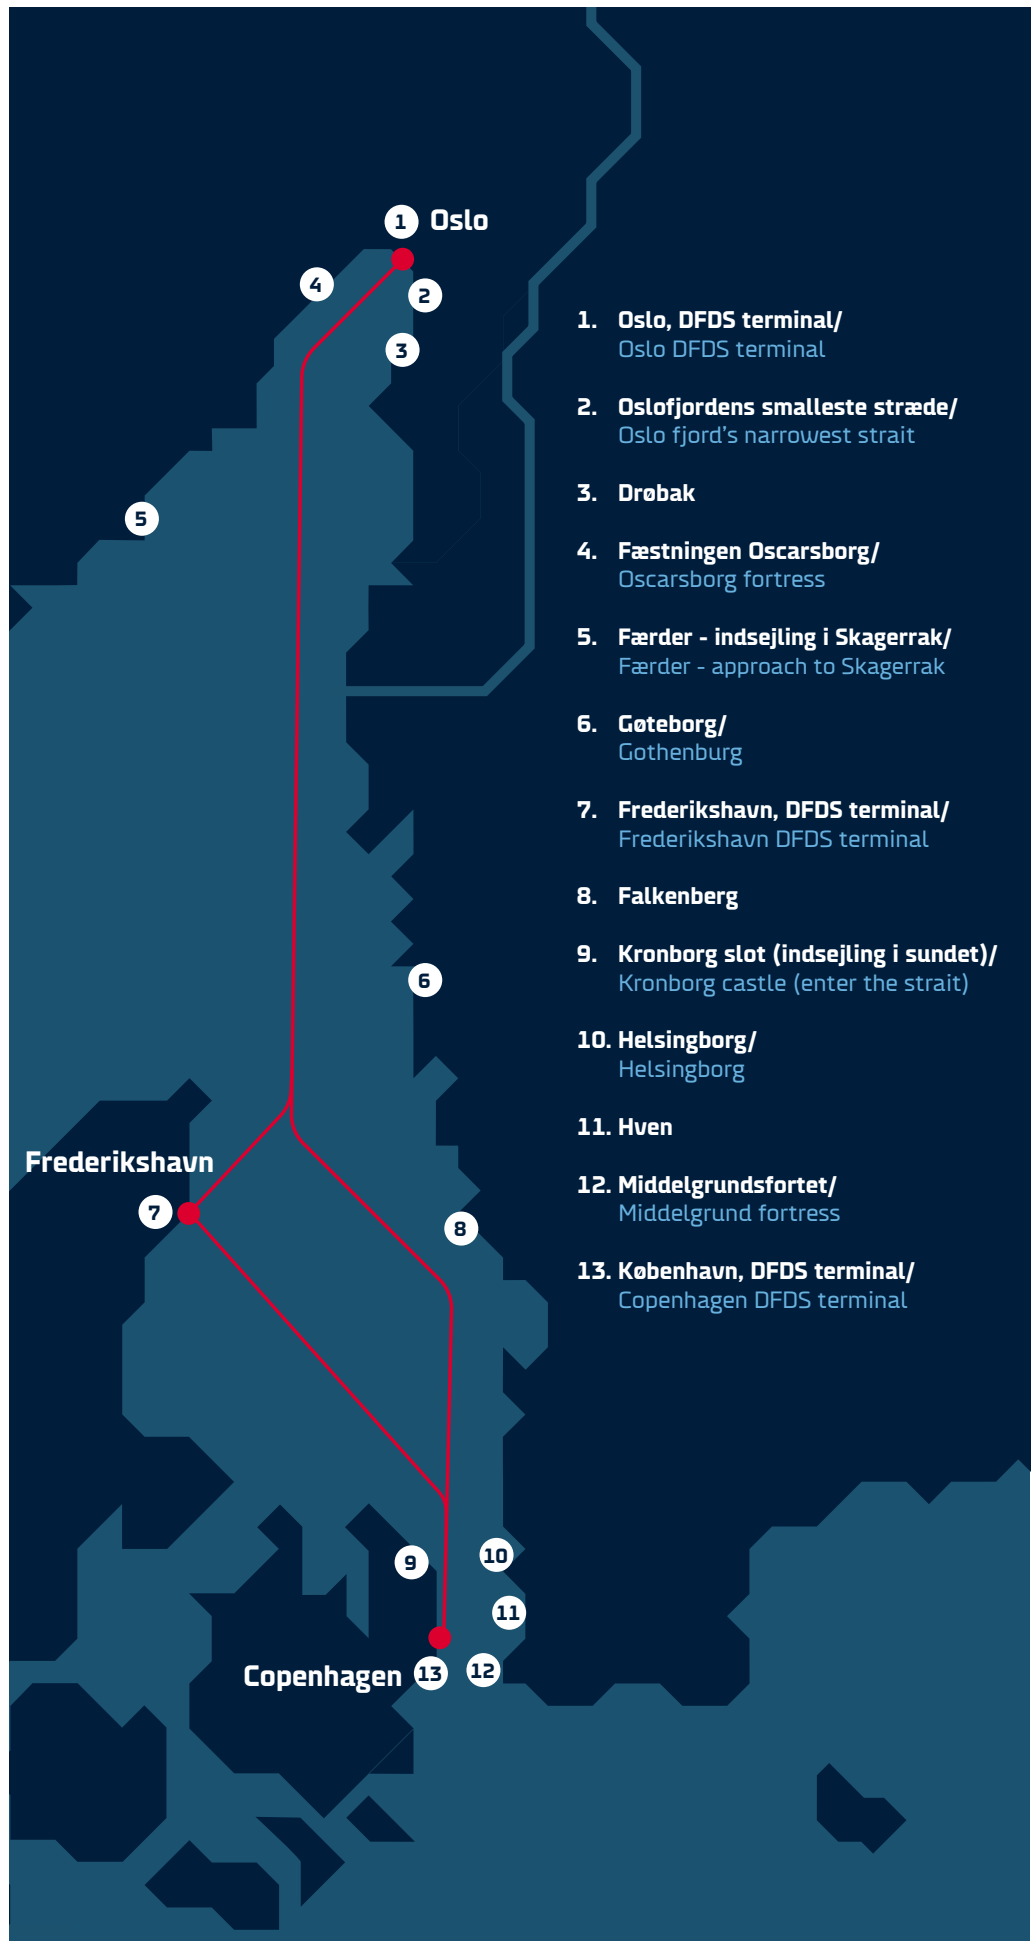 1 Oslo
4
2
3
5
6
Frederikshavn
7
8
9
10
11
Copenhagen 13 12
1. Oslo, DFDS terminal/
Oslo DFDS terminal
2. Oslofjordens smalleste stræde/
Oslo fjord's narrowest strait
3. Drøbak
4. Fæstningen Oscarsborg/
Oscarsborg fortress
5. Færder - indsejling i Skagerrak/
Færder - approach to Skagerrak
6. Gøteborg/
Gothenburg
7. Frederikshavn, DFDS terminal/
Frederikshavn DFDS terminal
8. Falkenberg
9. Kronborg slot (indsejling i sundet)/
Kronborg castle (enter the strait)
10. Helsingborg/
Helsingborg
11. Hven
12. Middelgrundsfortet/
Middelgrund fortress
13. København, DFDS terminal/
Copenhagen DFDS terminal